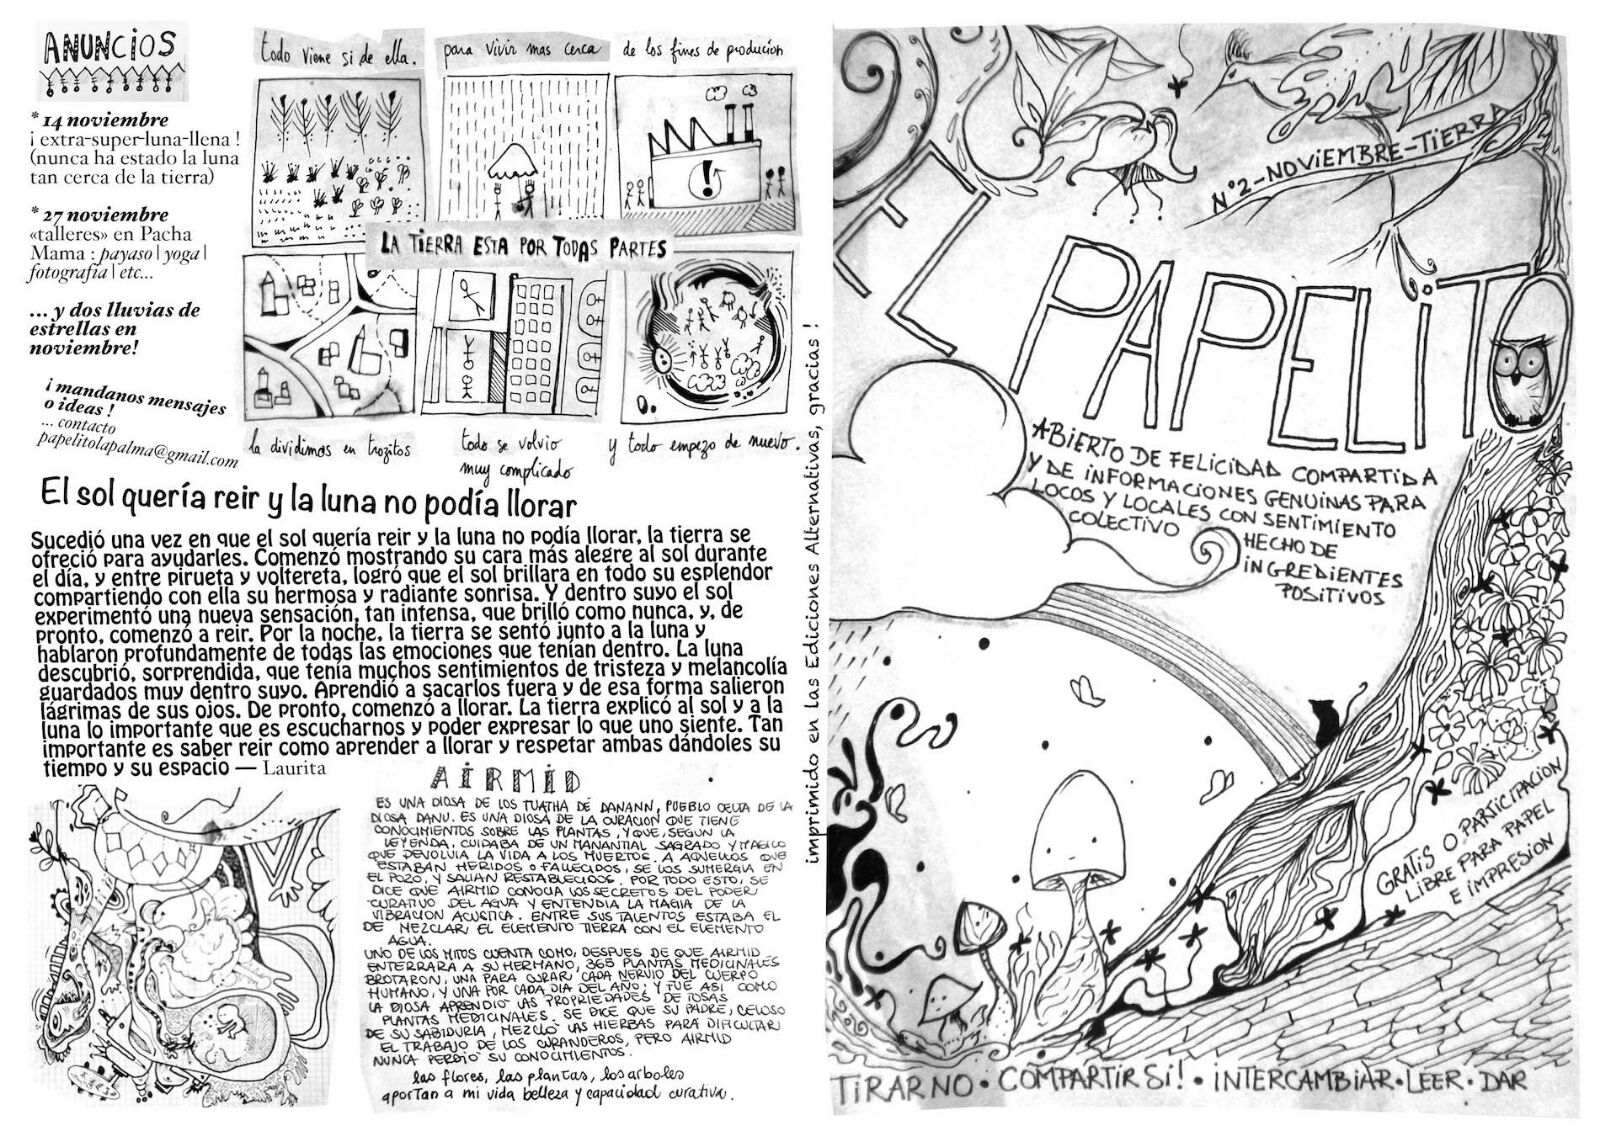 ANUNCIOS
* 14 noviembre
¡ extra-super-luna-llena !
(nunca ha estado la luna
tan cerca de la tierra)
* 27 noviembre
«talleres» en Pacha
Mama : payaso | yoga |
fotografia | etc...
... y dos lluvias de
estrellas en
noviembre!
¡ mandanos mensajes
o ideas !
... contacto
papelitolapalma@gmail.com
todo viene si de ella.
para vivir mas cerca
de los fines de producion
LA TIERRA ESTA POR TODAS PARTES
la dividimos en trozitos
todo se volvio
muy complicado
y todo empezo de nuevo.
El sol quería reir y la luna no podía llorar
Sucedió una vez en que el sol quería reir y la luna no podía llorar, la tierra se
ofreció para ayudarles. Comenzó mostrando su cara más alegre al sol durante
el día, y entre pirueta y voltereta, logró que el sol brillara en todo su esplendor
compartiendo con ella su hermosa y radiante sonrisa. Y dentro suyo el sol
experimentó una nueva sensación, tan intensa, que brilló como nunca, y, de
pronto, comenzó a reir. Por la noche, la tierra se sentó junto a la luna y
hablaron profundamente de todas las emociones que tenían dentro. La luna
descubrió, sorprendida, que tenía muchos sentimientos de tristeza y melancolía
guardados muy dentro suyo. Aprendió a sacarlos fuera y de esa forma salieron
lágrimas de sus ojos. De pronto, comenzó a llorar. La tierra explicó al sol y a la
luna lo importante que es escucharnos y poder expresar lo que uno siente. Tan
importante es saber reir como aprender a llorar y respetar ambas dándoles su
tiempo y su espacio — Laurita
AIRMID
ES UNA DIOSA DE LOS TUATHA DE DANANN, PUEBLO CELTA DE LA
DIOSA DANU. ES UNA DIOSA DE LA CURACION QUE TIENE
CONOCIMIENTOS SOBRE LAS PLANTAS, Y QUE, SEGUN LA
LEYENDA, CUIDABA DE UN MANANTIAL SAGRADO Y MAGICO
QUE DEVOLVIA LA VIDA A LOS MUERTOS. A AQUELLOS QUE
ESTABAN HERIDOS O FALLECIDOS, SE LOS SUMERGIA EN
EL POZO, Y SALIAN RESTABLECIDOS. POR TODO ESTO, SE
DICE QUE AIRMID CONOCIA LOS SECRETOS DEL PODER
CURATIVO DEL AGUA Y ENTENDIA LA MAGIA DE LA
VIBRACION ACUSTICA. ENTRE SUS TALENTOS ESTABA EL
DE MEZCLAR EL ELEMENTO TIERRA CON EL ELEMENTO
AGUA.
UNO DE LOS MITOS CUENTA COMO, DESPUES DE QUE AIRMID
ENTERRARA A SU HERMANO, 365 PLANTAS MEDICINALES
BROTARON, UNA PARA CURAR CADA NERVIO DEL CUERPO
HUMANO, Y UNA POR CADA DIA DEL AÑO; Y FUE ASI COMO
LA DIOSA APRENDIO LAS PROPRIEDADES DE TODAS
PLANTAS MEDICINALES. SE DICE QUE SU PADRE, CELOSO
DE SU SABIDURIA, MEZCLO LAS HIERBAS PARA DIFICULTAR
EL TRABAJO DE LOS CURANDEROS, PERO AIRMID
NUNCA PERDIO SU CONOCIMIENTOS.
las flores, las plantas, los arboles
aportan a mi vida belleza y capacidad curativa.
imprimido en las Ediciones Alternativas, gracias !
N°2-NOVIEMBRE-TIERRA
EL PAPELITO
ABIERTO DE FELICIDAD COMPARTIDA
Y DE INFORMACIONES GENUINAS PARA
LOCOS Y LOCALES CON SENTIMIENTO
COLECTIVO
HECHO DE
INGREDIENTES
POSITIVOS
GRATIS O PARTICIPACION
LIBRE PARA PAPEL
E IMPRESION
TIRAR NO • COMPARTIR SI! • INTERCAMBIAR • LEER • DAR